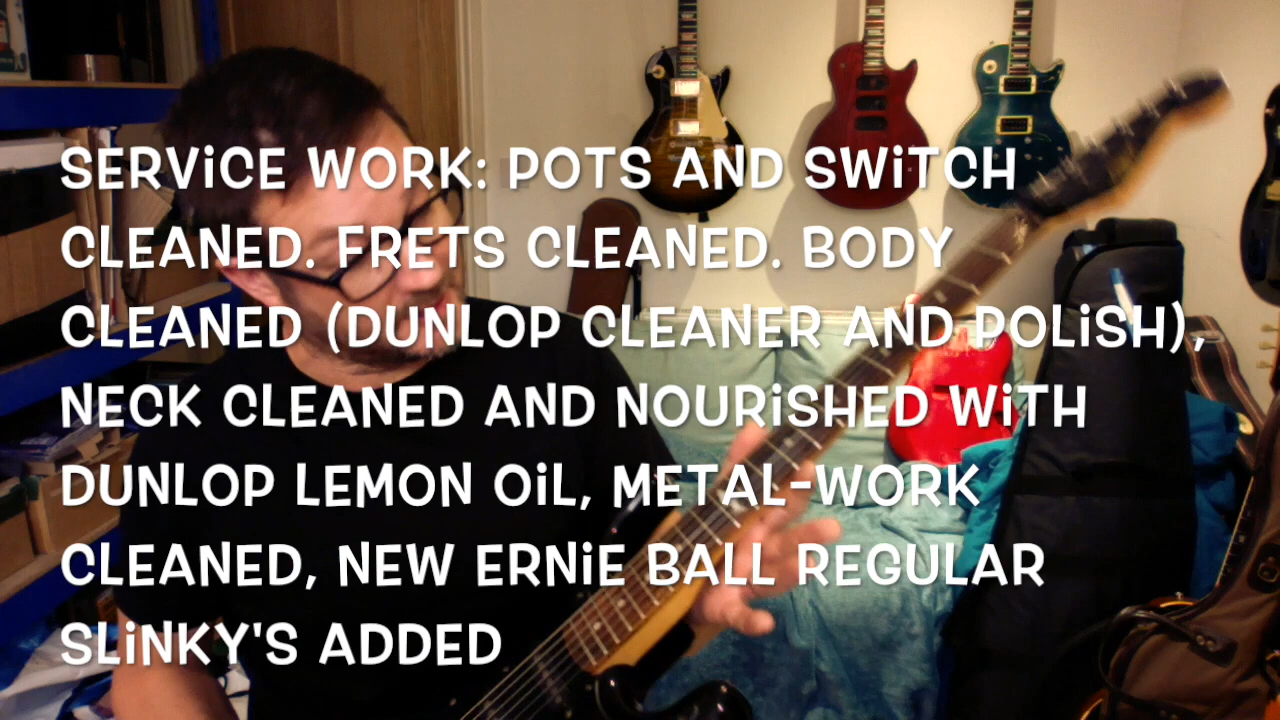 SERViCE WORK: POTS AND SWiTCH
CLEANED. FRETS CLEANED. BODY
CLEANED (DUNLOP CLEANER AND POLiSH),
NECK CLEANED AND NOURiSHED WiTH
DUNLOP LEMON OiL, METAL-WORK
CLEANED, NEW ERNiE BALL REGULAR
SLiNKY'S ADDED